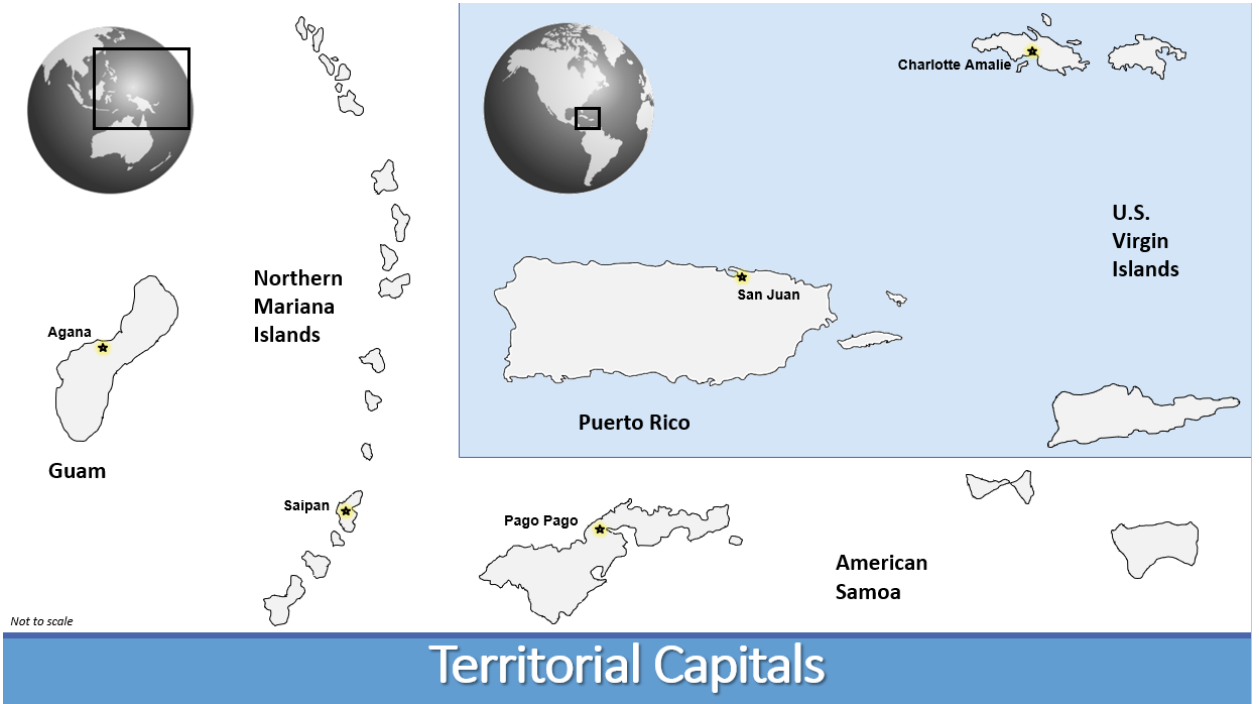 Charlotte Amalie
U.S.
Virgin
Islands
Northern
Mariana
Islands
San Juan
Agana
Puerto Rico
Guam
Saipan
Pago Pago
American
Samoa
Not to scale
Territorial Capitals